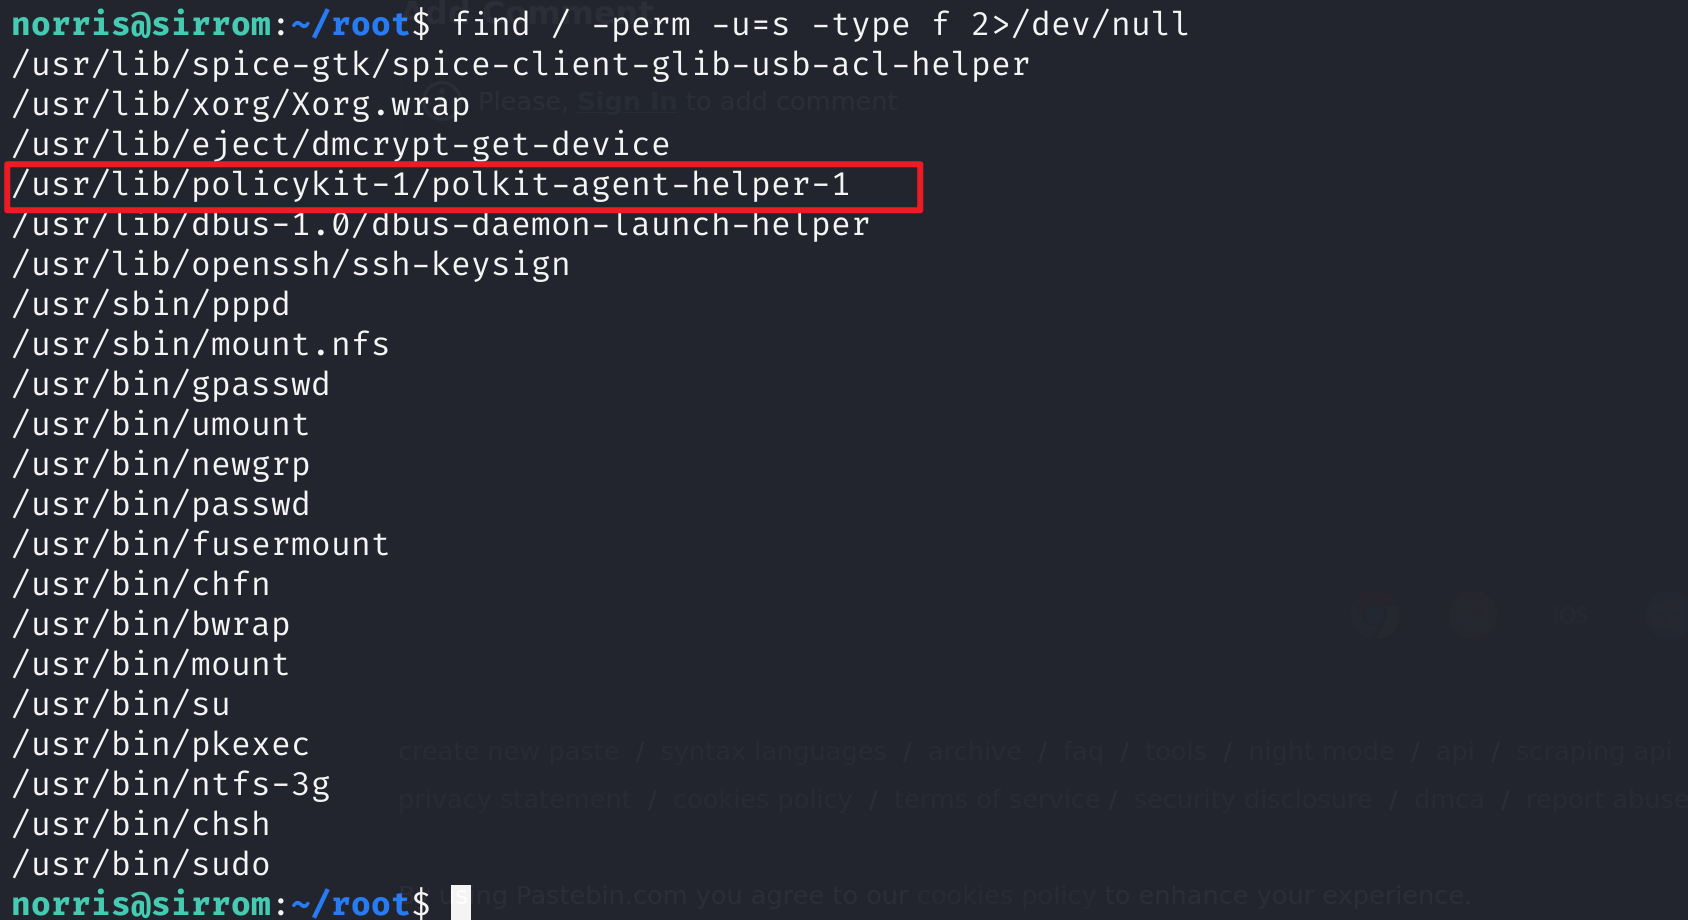 Add Comment
norris@sirrom:~/root$ find / -perm -u=s -type f 2>/dev/null
/usr/lib/spice-gtk/spice-client-glib-usb-acl-helper
/usr/lib/xorg/Xorg.wrap
Please, Sign In to add comment
/usr/lib/eject/dmcrypt-get-device
/usr/lib/policykit-1/polkit-agent-helper-1
/usr/lib/dbus-1.0/dbus-daemon-launch-helper
/usr/lib/openssh/ssh-keysign
/usr/sbin/pppd
/usr/sbin/mount.nfs
/usr/bin/gpasswd
/usr/bin/umount
/usr/bin/newgrp
/usr/bin/passwd
/usr/bin/fusermount
/usr/bin/chfn
/usr/bin/bwrap
iOS
/usr/bin/mount
/usr/bin/su
/usr/bin/pkexec
create new paste / syntax languages / archive / faq / tools / night mode / api / scraping api
/usr/bin/ntfs-3g
privacy statement / cookies policy / terms of service / security disclosure / dmca / report abuse
/usr/bin/chsh
/usr/bin/sudo
norris@sirrom:~/root$
By using Pastebin.com you agree to our cookies policy to enhance your experience.